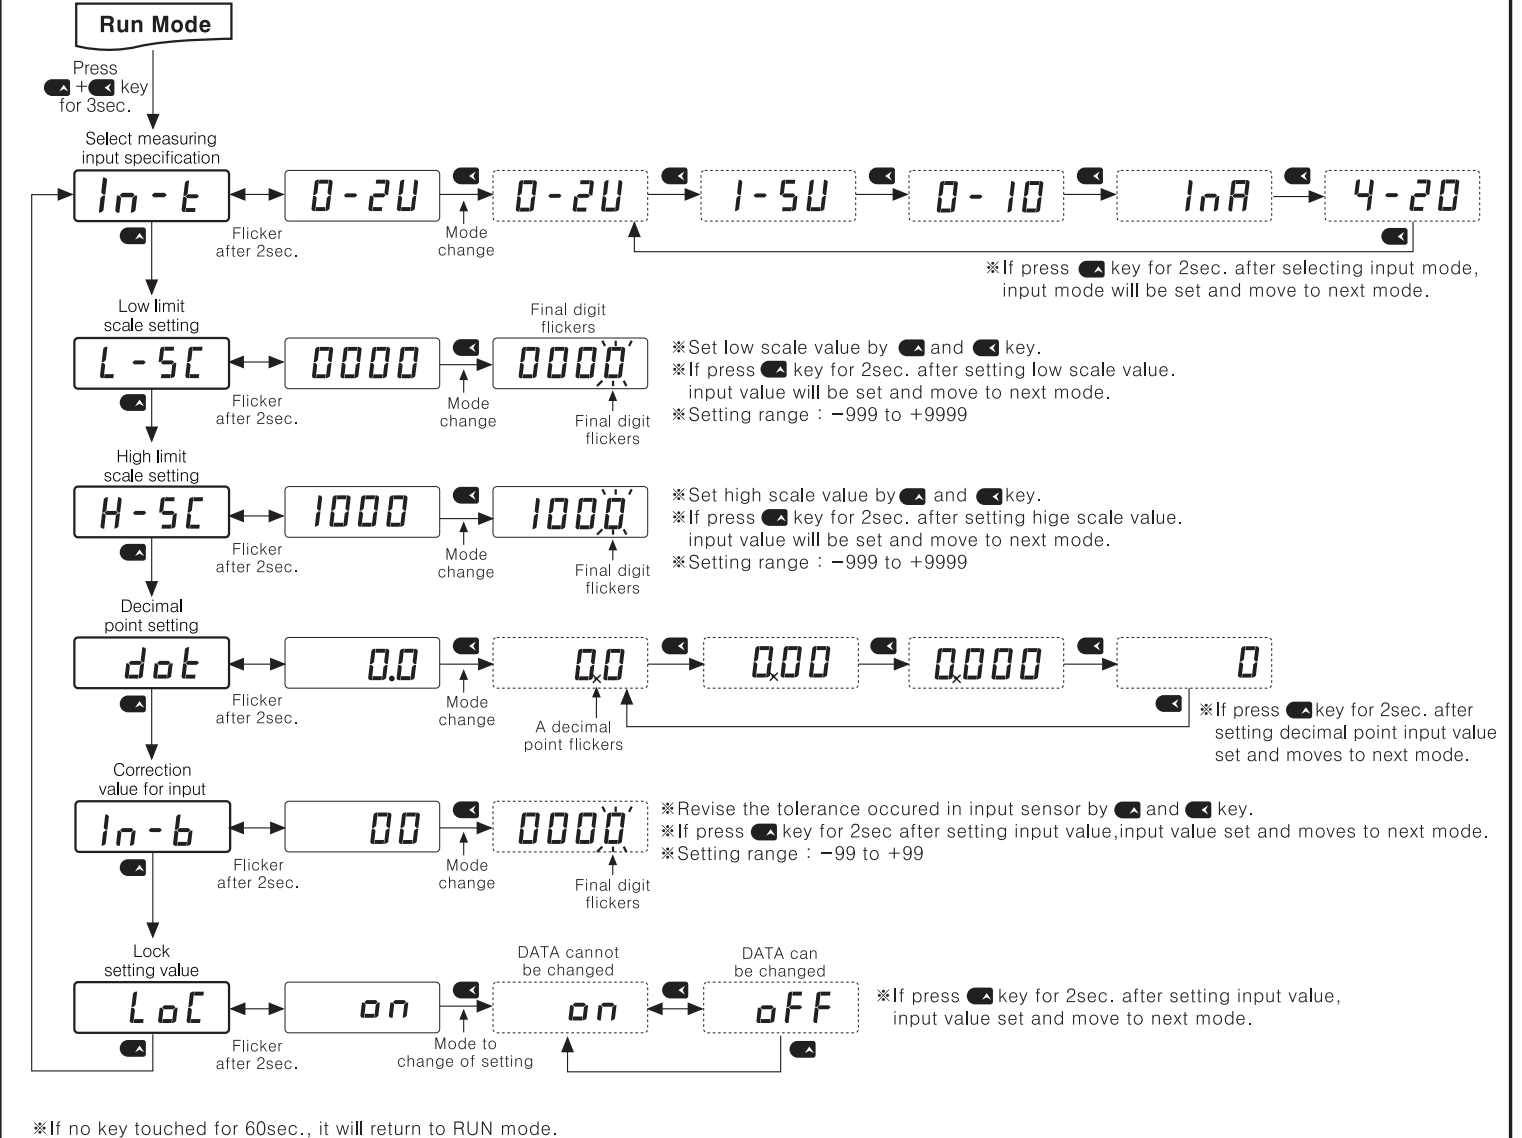 Run Mode
Press
+ key
for 3sec.
Select measuring
input specification
In-t
0-2U
0-2U
1-5U
0-10
InA
4-20
Flicker
after 2sec.
Mode
change
※If press key for 2sec. after selecting input mode,
input mode will be set and move to next mode.
Low limit
scale setting
L-SC
0000
Final digit
flickers
0000
Flicker
after 2sec.
Mode
change
Final digit
flickers
※Set low scale value by and key.
※If press key for 2sec. after setting low scale value.
input value will be set and move to next mode.
※Setting range : -999 to +9999
High limit
scale setting
H-SC
1000
1000
Flicker
after 2sec.
Mode
change
Final digit
flickers
※Set high scale value by and key.
※If press key for 2sec. after setting hige scale value.
input value will be set and move to next mode.
※Setting range : -999 to +9999
Decimal
point setting
dot
0.0
0.0
0.00
0.000
0
Flicker
after 2sec.
Mode
change
A decimal
point flickers
※If press key for 2sec. after
setting decimal point input value
set and moves to next mode.
Correction
value for input
In-b
00
0000
Flicker
after 2sec.
Mode
change
Final digit
flickers
※Revise the tolerance occured in input sensor by and key.
※If press key for 2sec after setting input value,input value set and moves to next mode.
※Setting range : -99 to +99
Lock
setting value
LoC
on
DATA cannot
be changed
on
DATA can
be changed
oFF
Flicker
after 2sec.
Mode to
change of setting
※If press key for 2sec. after setting input value,
input value set and move to next mode.
※If no key touched for 60sec., it will return to RUN mode.